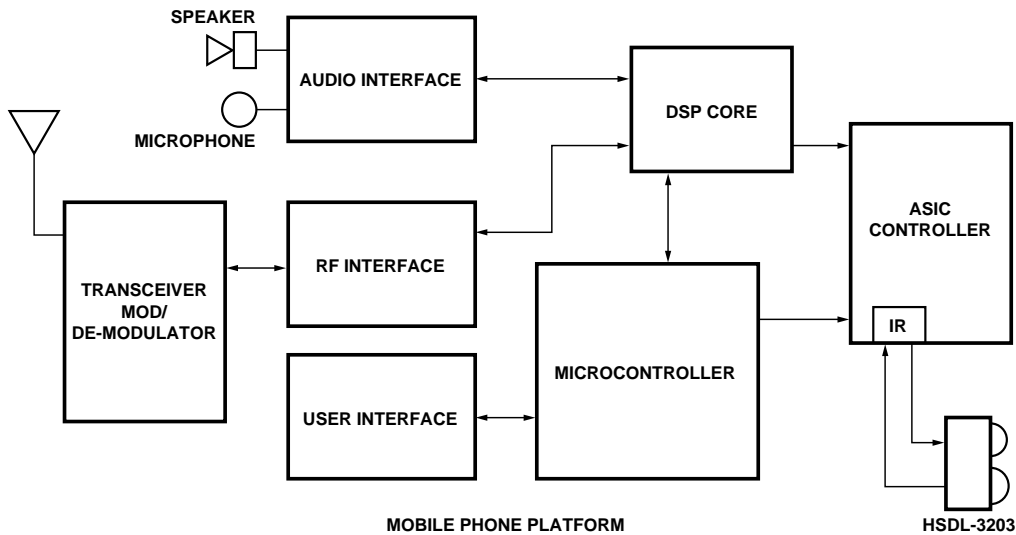 SPEAKER
AUDIO INTERFACE
MICROPHONE
DSP CORE
ASIC
CONTROLLER
RF INTERFACE
TRANSCEIVER
MOD/
DE-MODULATOR
IR
MICROCONTROLLER
USER INTERFACE
MOBILE PHONE PLATFORM
HSDL-3203